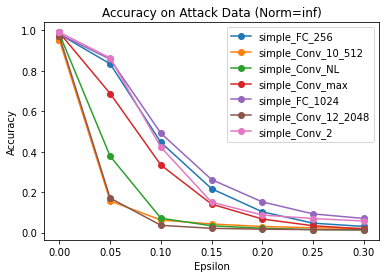 Accuracy on Attack Data (Norm=inf)
simple_FC_256
simple_Conv_10_512
simple_Conv_NL
simple_Conv_max
simple_FC_1024
simple_Conv_12_2048
simple_Conv_2
Accuracy
1.0
0.8
0.6
0.4
0.2
0.0
0.00 0.05 0.10 0.15 0.20 0.25 0.30
Epsilon